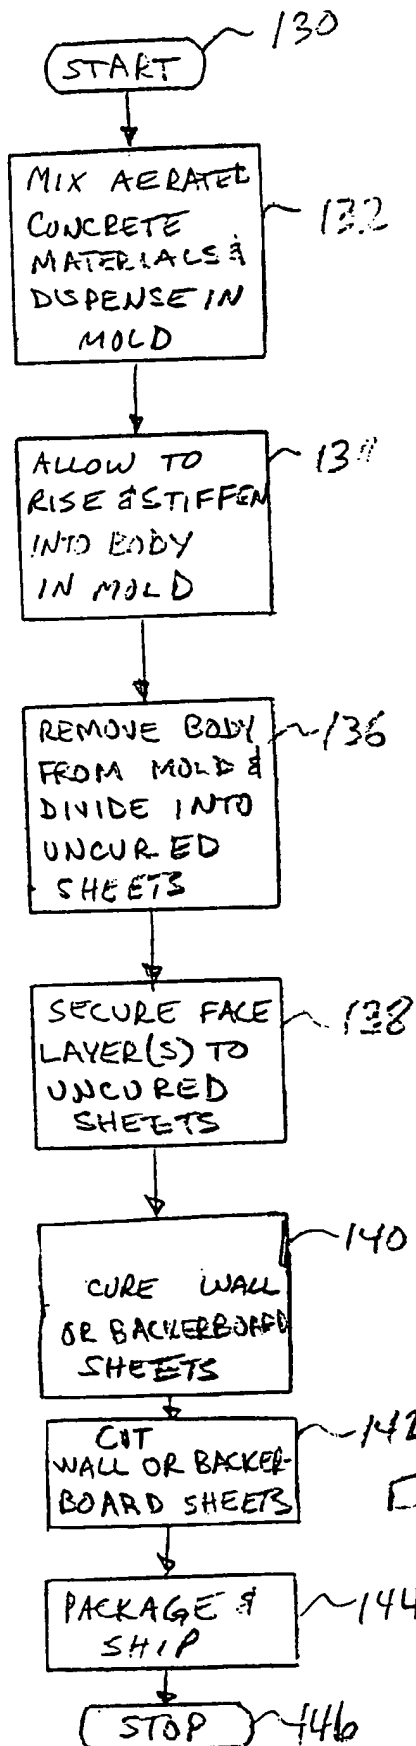 130
START
MIX AERATED
CONCRETE
MATERIALS &
DISPENSE IN
MOLD
132
ALLOW TO
RISE & STIFFEN
INTO BODY
IN MOLD
REMOVE BODY
FROM MOLD &
DIVIDE INTO
UNCURED
SHEETS
136
SECURE FACE
LAYER(S) TO
UNCURED
SHEETS
138
140
CURE WALL
OR BACKERBOARD
SHEETS
CUT
WALL OR BACKER-
BOARD SHEETS
142
PACKAGE &
SHIP
144
STOP
146